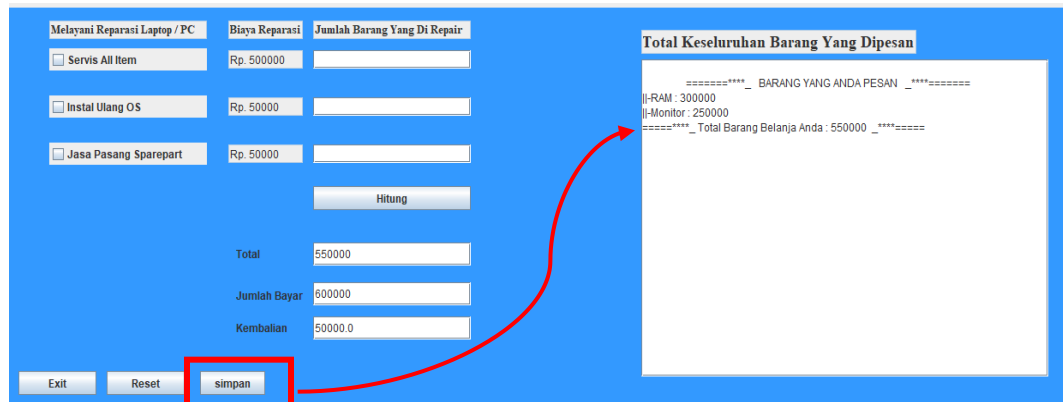 Melayani Reparasi Laptop / PC
Biaya Reparasi
Jumlah Barang Yang Di Repair
Servis All Item
Rp. 500000
Instal Ulang OS
Rp. 50000
Jasa Pasang Sparepart
Rp. 50000
Hitung
Total
550000
Jumlah Bayar
600000
Kembalian
50000.0
Exit
Reset
simpan
Total Keseluruhan Barang Yang Dipesan
=======****_ BARANG YANG ANDA PESAN _****=======
||-RAM : 300000
||-Monitor : 250000
=====****_ Total Barang Belanja Anda : 550000 _****=====